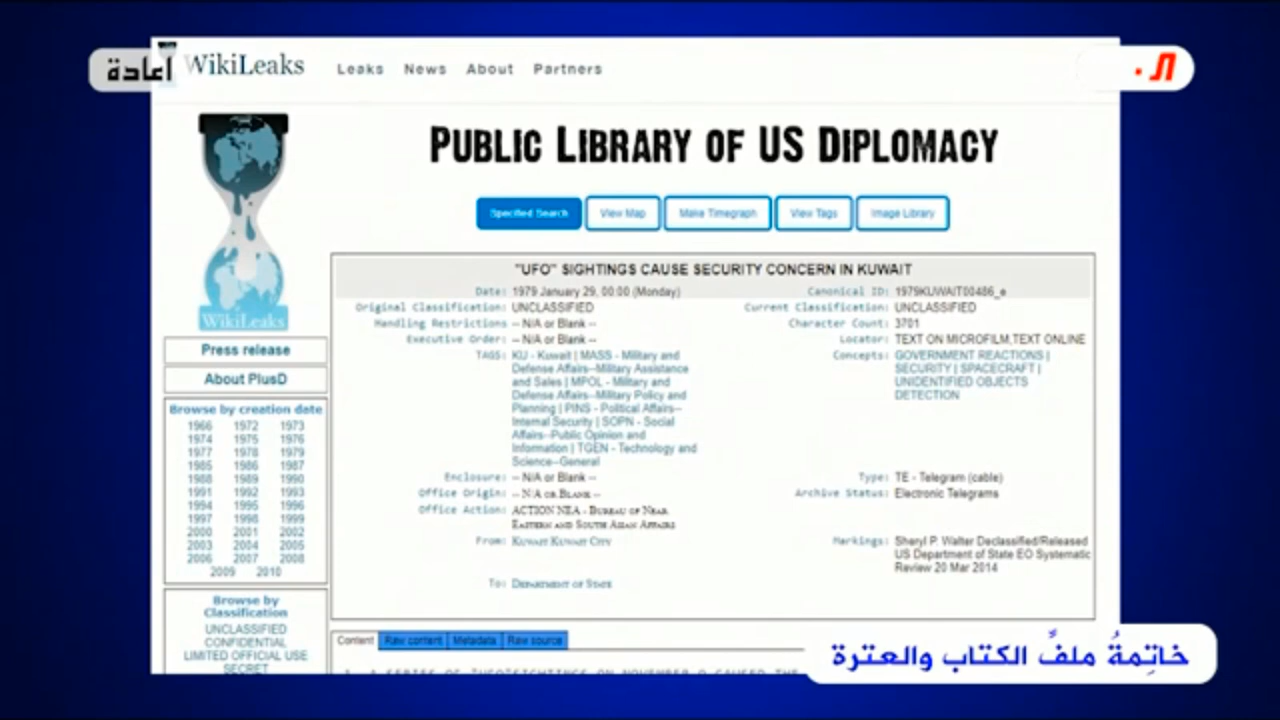 إعادة
WikiLeaks
Leaks News About Partners
PUBLIC LIBRARY OF US DIPLOMACY
Specified Search View Map Make Timegraph View Tags Image Library
WikiLeaks
Press release
About PlusD
Browse by creation date
1966 1972 1973
1974 1975 1976
1977 1978 1979
1985 1986 1987
1988 1989 1990
1991 1992 1993
1994 1995 1996
1997 1998 1999
2000 2001 2002
2003 2004 2005
2006 2007 2008
2009 2010
Browse by
Classification
UNCLASSIFIED
CONFIDENTIAL
LIMITED OFFICIAL USE
SECRET
"UFO" SIGHTINGS CAUSE SECURITY CONCERN IN KUWAIT
Date: 1979 January 29, 00:00 (Monday)
Original Classification: UNCLASSIFIED
Handling Restrictions -- N/A or Blank --
Executive Order: -- N/A or Blank --
TAGS: KU - Kuwait | MASS - Military and
Defense Affairs--Military Assistance
and Sales | MPOL - Military and
Defense Affairs--Military Policy and
Planning | PINS - Political Affairs--
Internal Security | SOPN - Social
Affairs--Public Opinion and
Information | TGEN - Technology and
Science--General
Enclosure: -- N/A or Blank --
Office Origin: -- N/A or Blank --
Office Action: ACTION NEA - Bureau of Near
Eastern and South Asian Affairs
From: Kuwait Kuwait City
To: Department of State
Canonical ID: 1979KUWAIT00486_e
Current Classification: UNCLASSIFIED
Character Count: 3701
Locator: TEXT ON MICROFILM,TEXT ONLINE
Concepts: GOVERNMENT REACTIONS |
SECURITY | SPACECRAFT |
UNIDENTIFIED OBJECTS
DETECTION
Type: TE - Telegram (cable)
Archive Status: Electronic Telegrams
Markings: Sheryl P. Walter Declassified/Released
US Department of State EO Systematic
Review 20 Mar 2014
Content Raw content Metadata Raw source
1. A SERIES OF "UFO"SIGHTINGS ON NOVEMBER 9 CAUSED THE
خاتِمةُ ملفِّ الكتاب والعترة